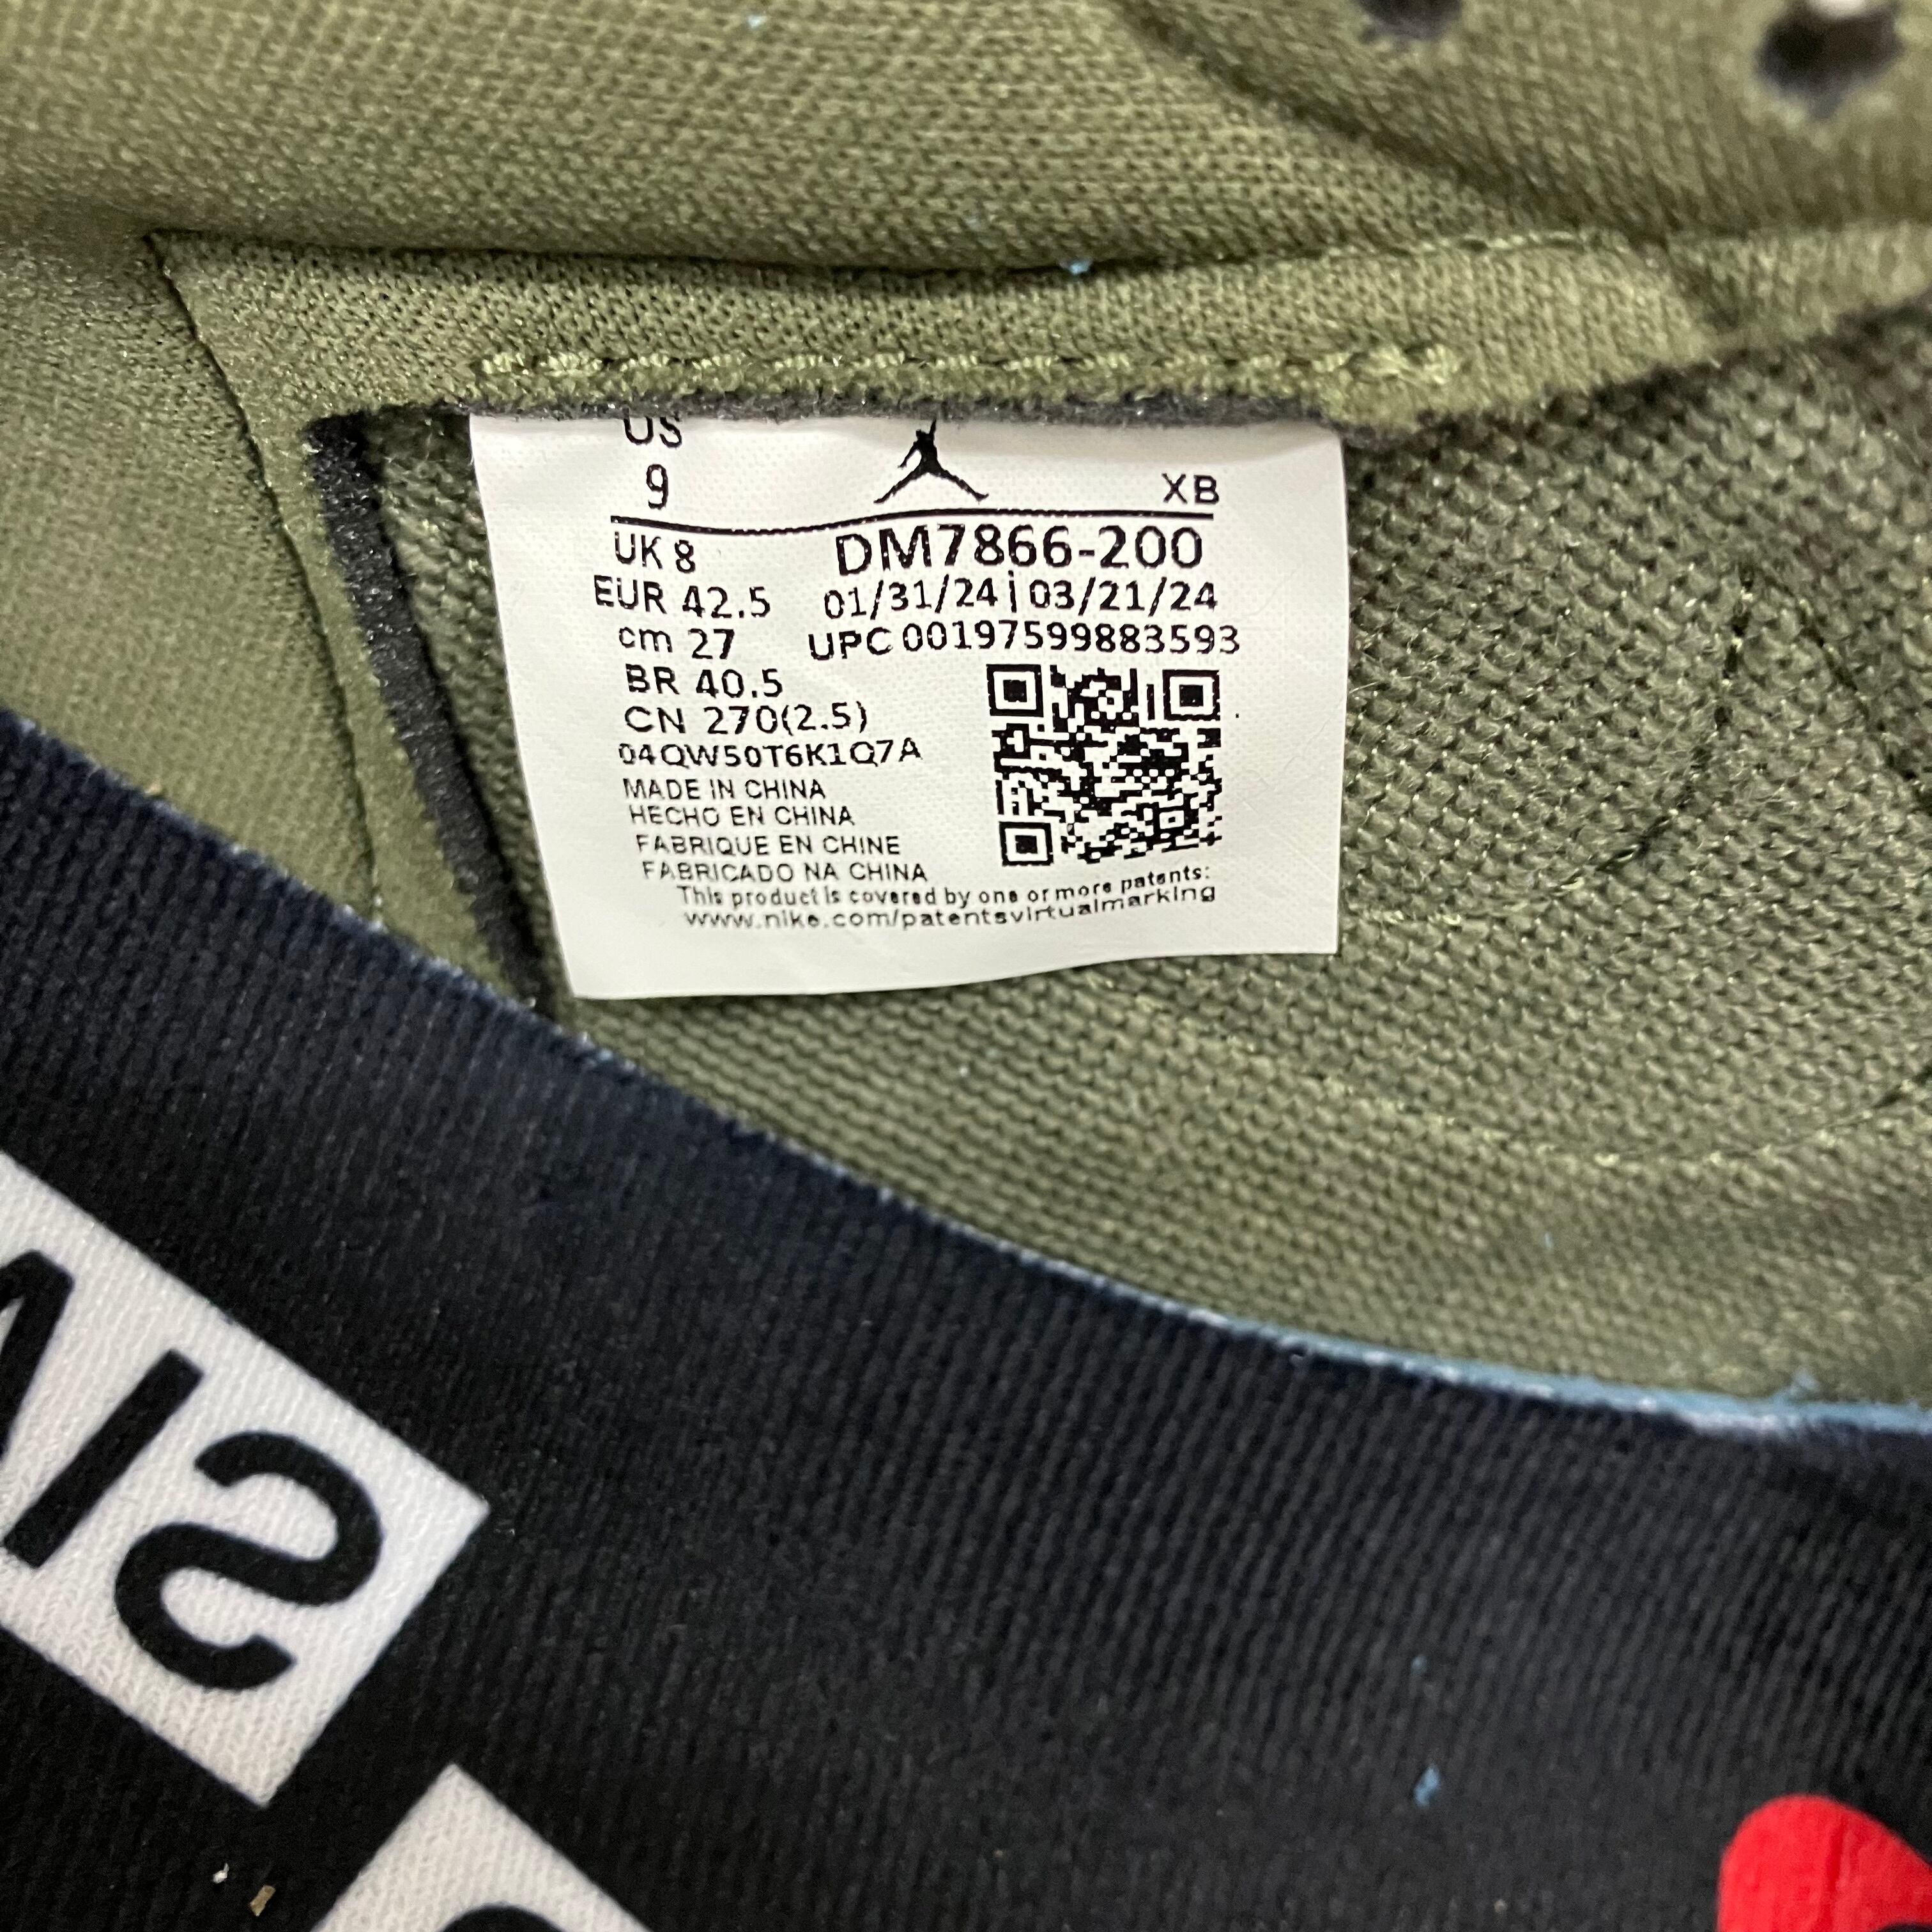 US
9
XB
UK 8 DM7866-200
EUR 42.5 01/31/24 | 03/21/24
cm 27 UPC 00197599883593
BR 40.5
CN 270(2.5)
04QW50T6K1Q7A
MADE IN CHINA
HECHO EN CHINA
FABRIQUE EN CHINE
FABRICADO NA CHINA
This product is covered by one or more patents:
www.nike.com/patentsvirtualmarking